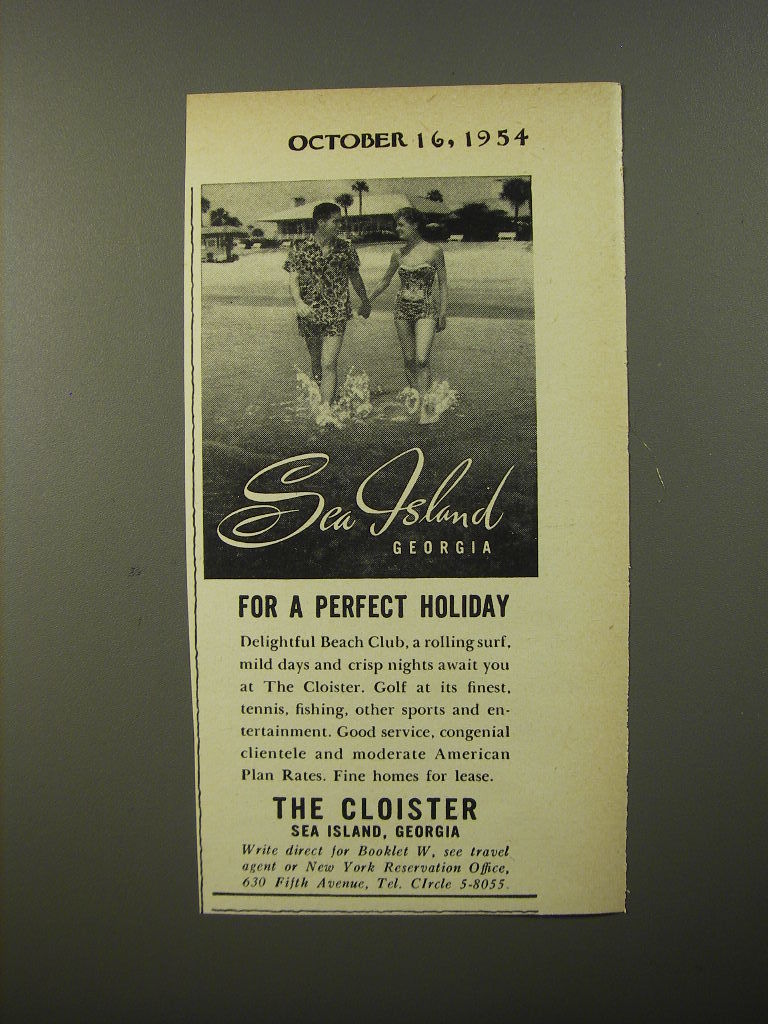 OCTOBER 16, 1954
Sea Island
GEORGIA
FOR A PERFECT HOLIDAY
Delightful Beach Club, a rolling surf,
mild days and crisp nights await you
at The Cloister. Golf at its finest,
tennis, fishing, other sports and en-
tertainment. Good service, congenial
clientele and moderate American
Plan Rates. Fine homes for lease.
THE CLOISTER
SEA ISLAND, GEORGIA
Write direct for Booklet W, see travel
agent or New York Reservation Office,
630 Fifth Avenue, Tel. CIrcle 5-8055.